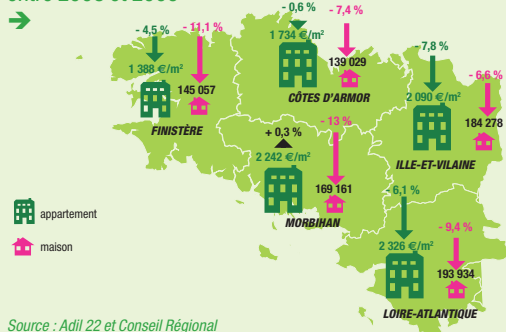 - 4,5 %
- 11,1 %
1 388 €/m²
145 057
FINISTÈRE
- 0,6 %
- 7,4 %
1 734 €/m²
139 029
CÔTES D'ARMOR
- 7,8 %
- 6,6 %
2 090 €/m²
184 278
ILLE-ET-VILAINE
+ 0,3 %
- 13 %
2 242 €/m²
169 161
MORBIHAN
- 6,1 %
- 9,4 %
2 326 €/m²
193 934
LOIRE-ATLANTIQUE
appartement
maison
Source : Adil 22 et Conseil Régional